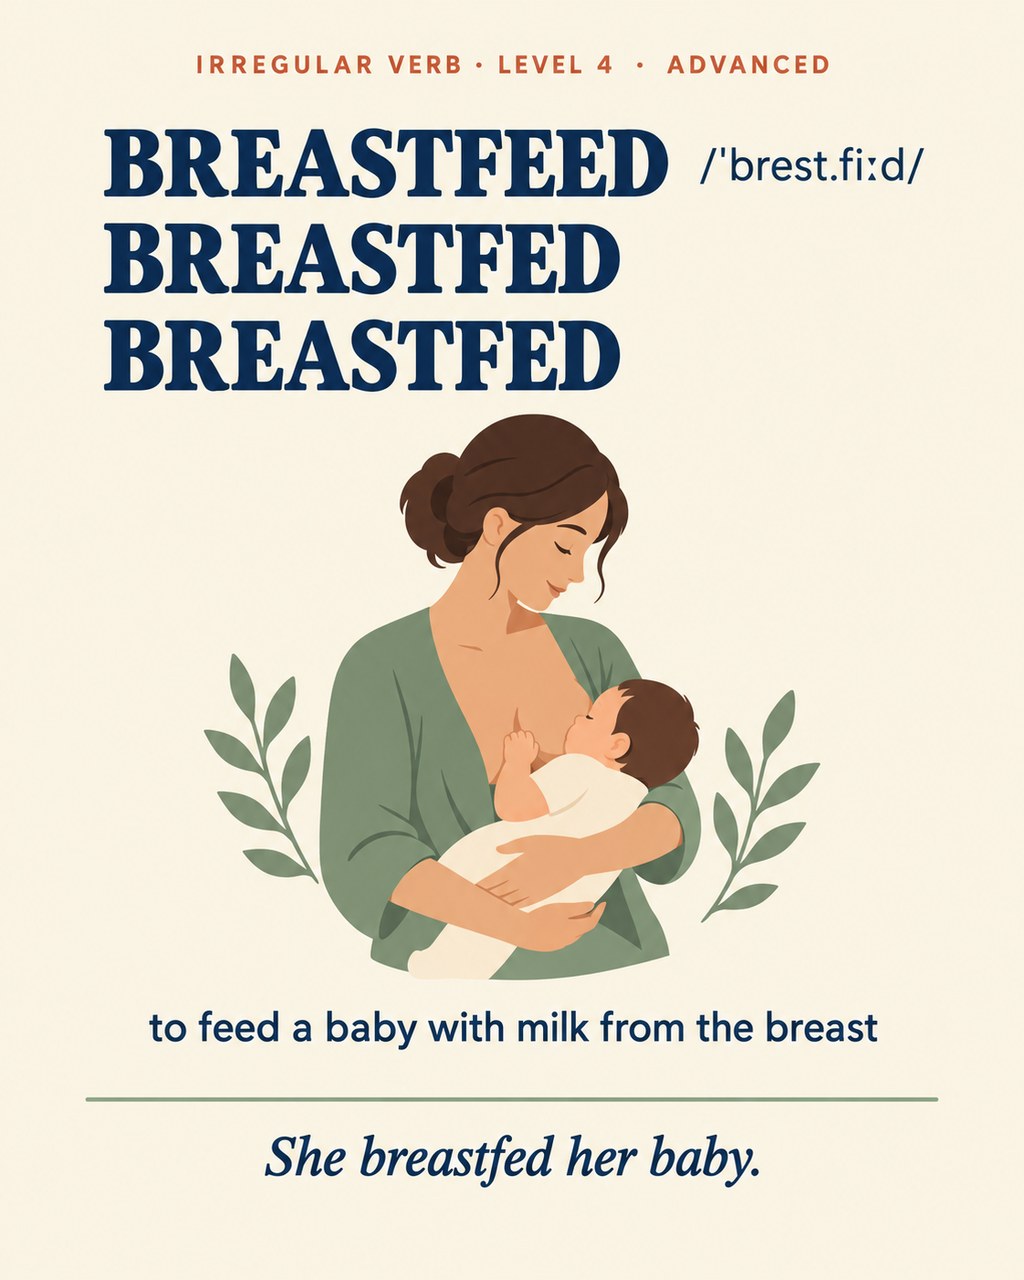 IRREGULAR VERB · LEVEL 4 · ADVANCED
BREASTFEED /ˈbrest.fiːd/
BREASTFED
BREASTFED
to feed a baby with milk from the breast
She breastfed her baby.